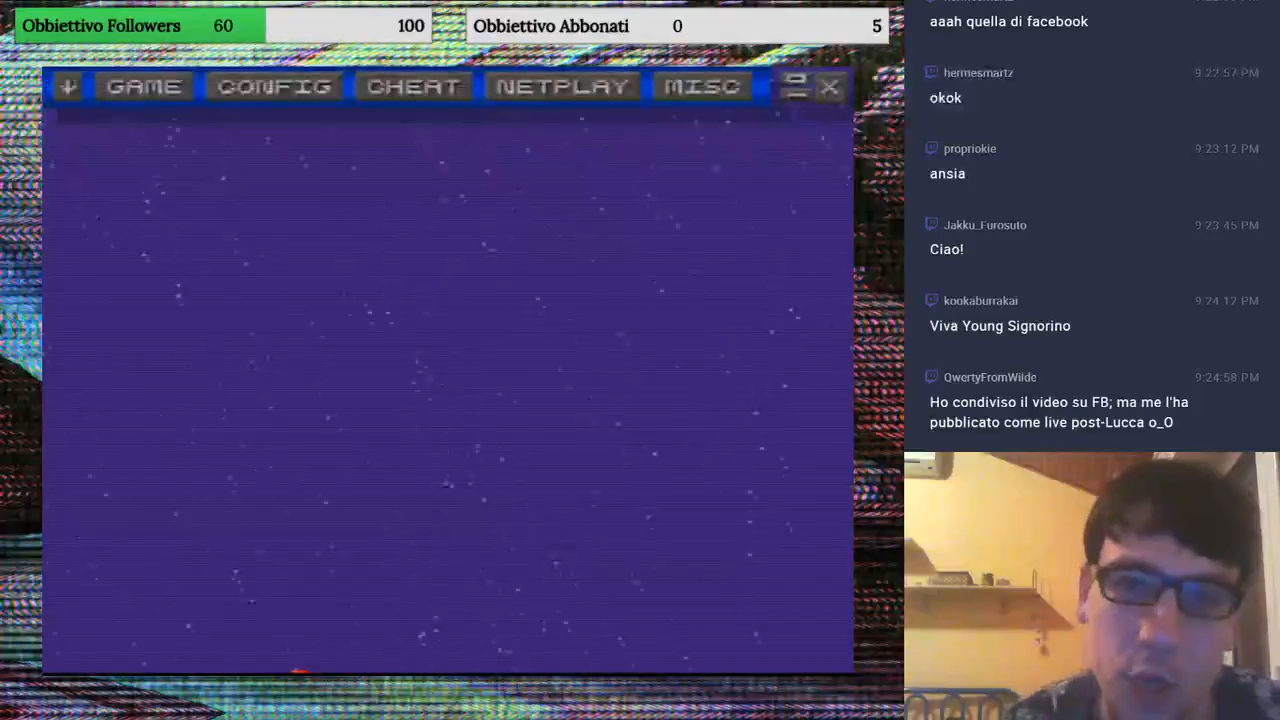 Obbiettivo Followers 60 100
Obbiettivo Abbonati 0 5
GAME CONFIG CHEAT NETPLAY MISC X
aaah quella di facebook
hermesmartz 9:22:57 PM
okok
propriokie 9:23:12 PM
ansia
Jakku_Furosuto 9:23:45 PM
Ciao!
kookaburrakai 9:24:12 PM
Viva Young Signorino
QwertyFromWilde 9:24:58 PM
Ho condiviso il video su FB; ma me l'ha
pubblicato come live post-Lucca o_O